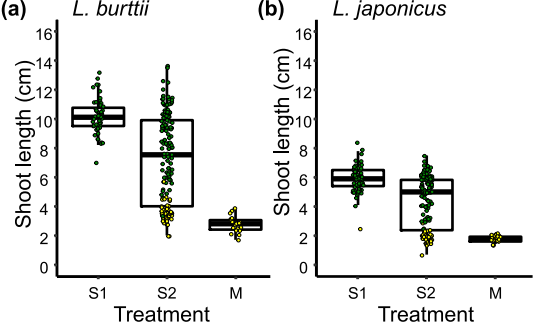 (a) L. burttii
Shoot length (cm)
16
14
12
10
8
6
4
2
0
S1 S2 M
Treatment
(b) L. japonicus
Shoot length (cm)
16
14
12
10
8
6
4
2
0
S1 S2 M
Treatment